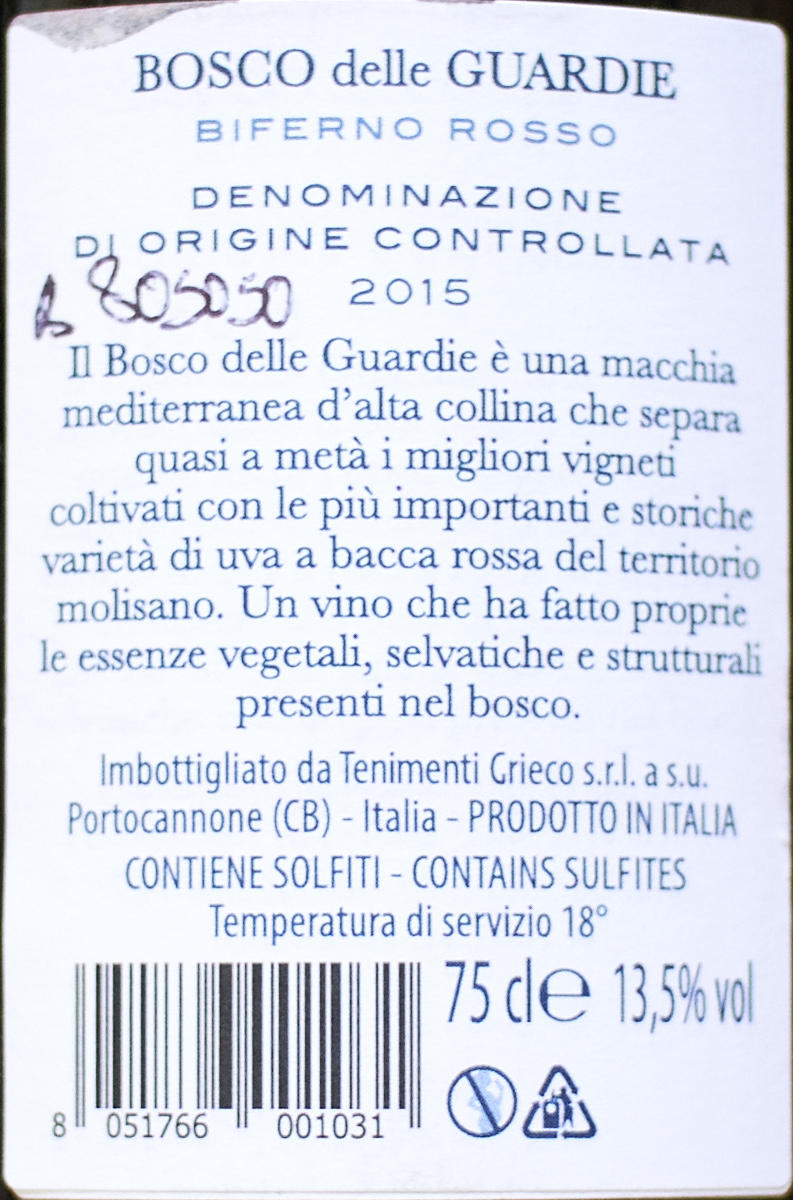 BOSCO delle GUARDIE
BIFERNO ROSSO
DENOMINAZIONE
DI ORIGINE CONTROLLATA
805050 2015
Il Bosco delle Guardie è una macchia
mediterranea d'alta collina che separa
quasi a metà i migliori vigneti
coltivati con le più importanti e storiche
varietà di uva a bacca rossa del territorio
molisano. Un vino che ha fatto proprie
le essenze vegetali, selvatiche e strutturali
presenti nel bosco.
Imbottigliato da Tenimenti Grieco s.r.l. a s.u.
Portocannone (CB) - Italia - PRODOTTO IN ITALIA
CONTIENE SOLFITI - CONTAINS SULFITES
Temperatura di servizio 18°
75 cl e 13,5% vol
8 051766 001031